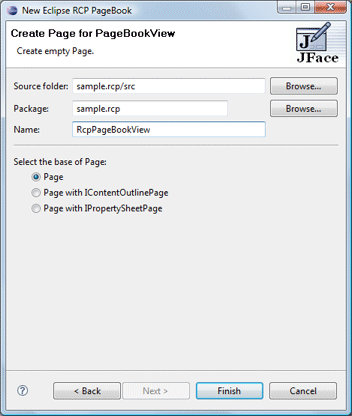 New Eclipse RCP PageBook
Create Page for PageBookView
Create empty Page.
JFace
Source folder: sample.rcp/src Browse...
Package: sample.rcp Browse...
Name: RcpPageBookView
Select the base of Page:
Page
Page with IContentOutlinePage
Page with IPropertySheetPage
? < Back Next > Finish Cancel